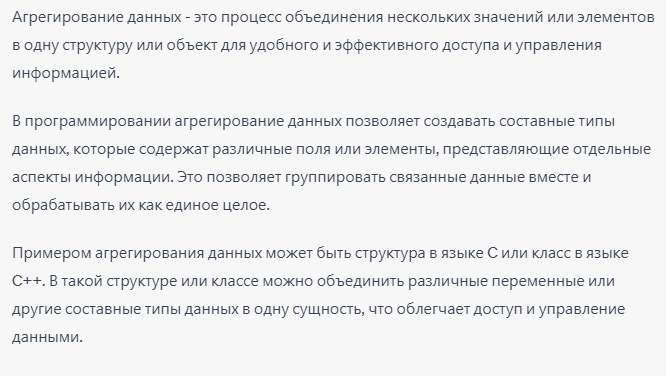 Агрегирование данных - это процесс объединения нескольких значений или элементов
в одну структуру или объект для удобного и эффективного доступа и управления
информацией.
В программировании агрегирование данных позволяет создавать составные типы
данных, которые содержат различные поля или элементы, представляющие отдельные
аспекты информации. Это позволяет группировать связанные данные вместе и
обрабатывать их как единое целое.
Примером агрегирования данных может быть структура в языке C или класс в языке
C++. В такой структуре или классе можно объединить различные переменные или
другие составные типы данных в одну сущность, что облегчает доступ и управление
данными.